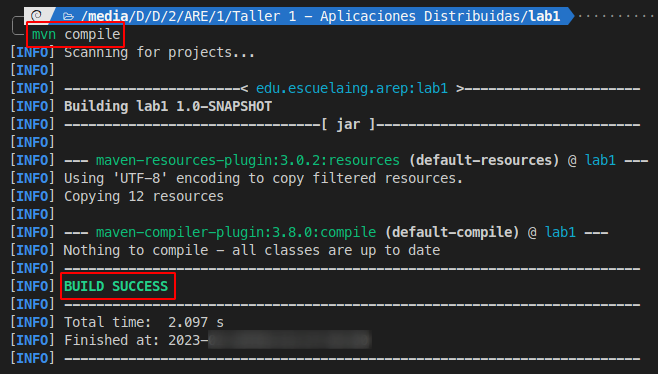 /media/D/D/2/ARE/1/Taller 1 – Aplicaciones Distribuidas/lab1
mvn compile
[INFO] Scanning for projects...
[INFO]
[INFO] ----------------------< edu.escuelaing.arep:lab1 >----------------------
[INFO] Building lab1 1.0-SNAPSHOT
[INFO] --------------------------------[ jar ]---------------------------------
[INFO]
[INFO] --- maven-resources-plugin:3.0.2:resources (default-resources) @ lab1 ---
[INFO] Using 'UTF-8' encoding to copy filtered resources.
[INFO] Copying 12 resources
[INFO]
[INFO] --- maven-compiler-plugin:3.8.0:compile (default-compile) @ lab1 ---
[INFO] Nothing to compile - all classes are up to date
[INFO] ------------------------------------------------------------------------
[INFO] BUILD SUCCESS
[INFO] ------------------------------------------------------------------------
[INFO] Total time:  2.097 s
[INFO] Finished at: 2023-
[INFO] ------------------------------------------------------------------------